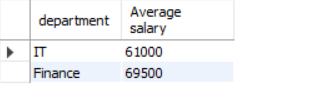 department Average
salary
IT 61000
Finance 69500